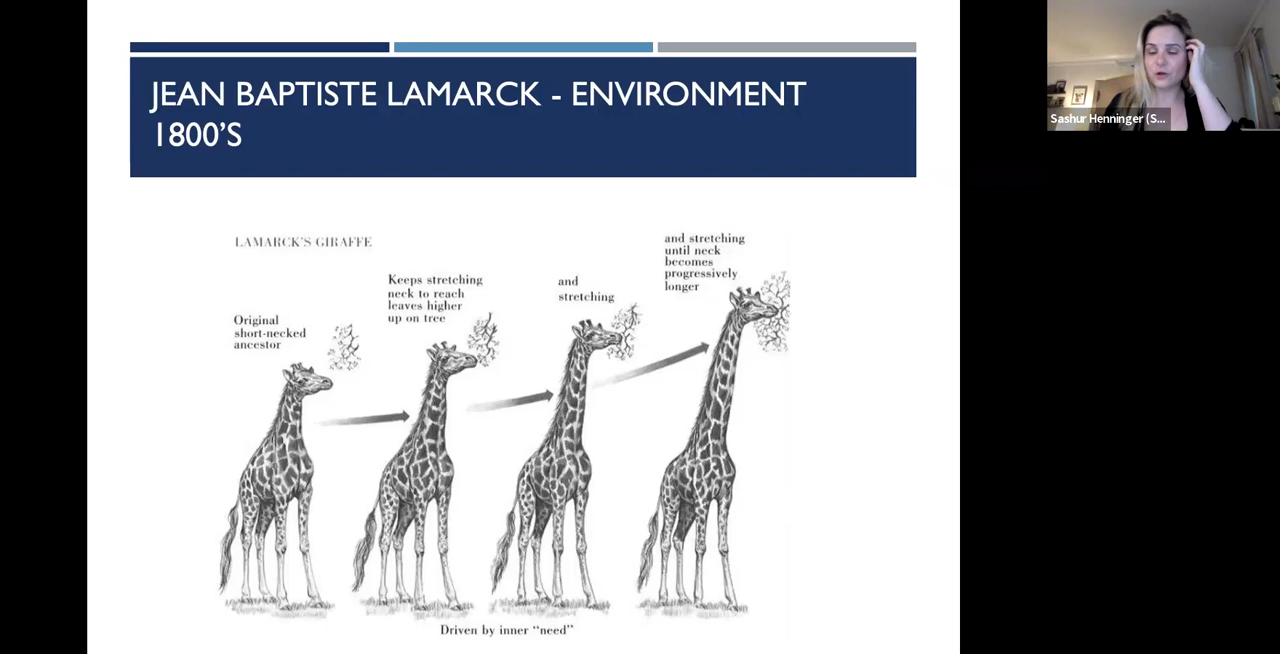 JEAN BAPTISTE LAMARCK - ENVIRONMENT
1800'S
LAMARCK'S GIRAFFE
Original
short-necked
ancestor
Keeps stretching
neck to reach
leaves higher
up on tree
and
stretching
and stretching
until neck
becomes
progressively
longer
Driven by inner “need”
Sashur Henninger (S...